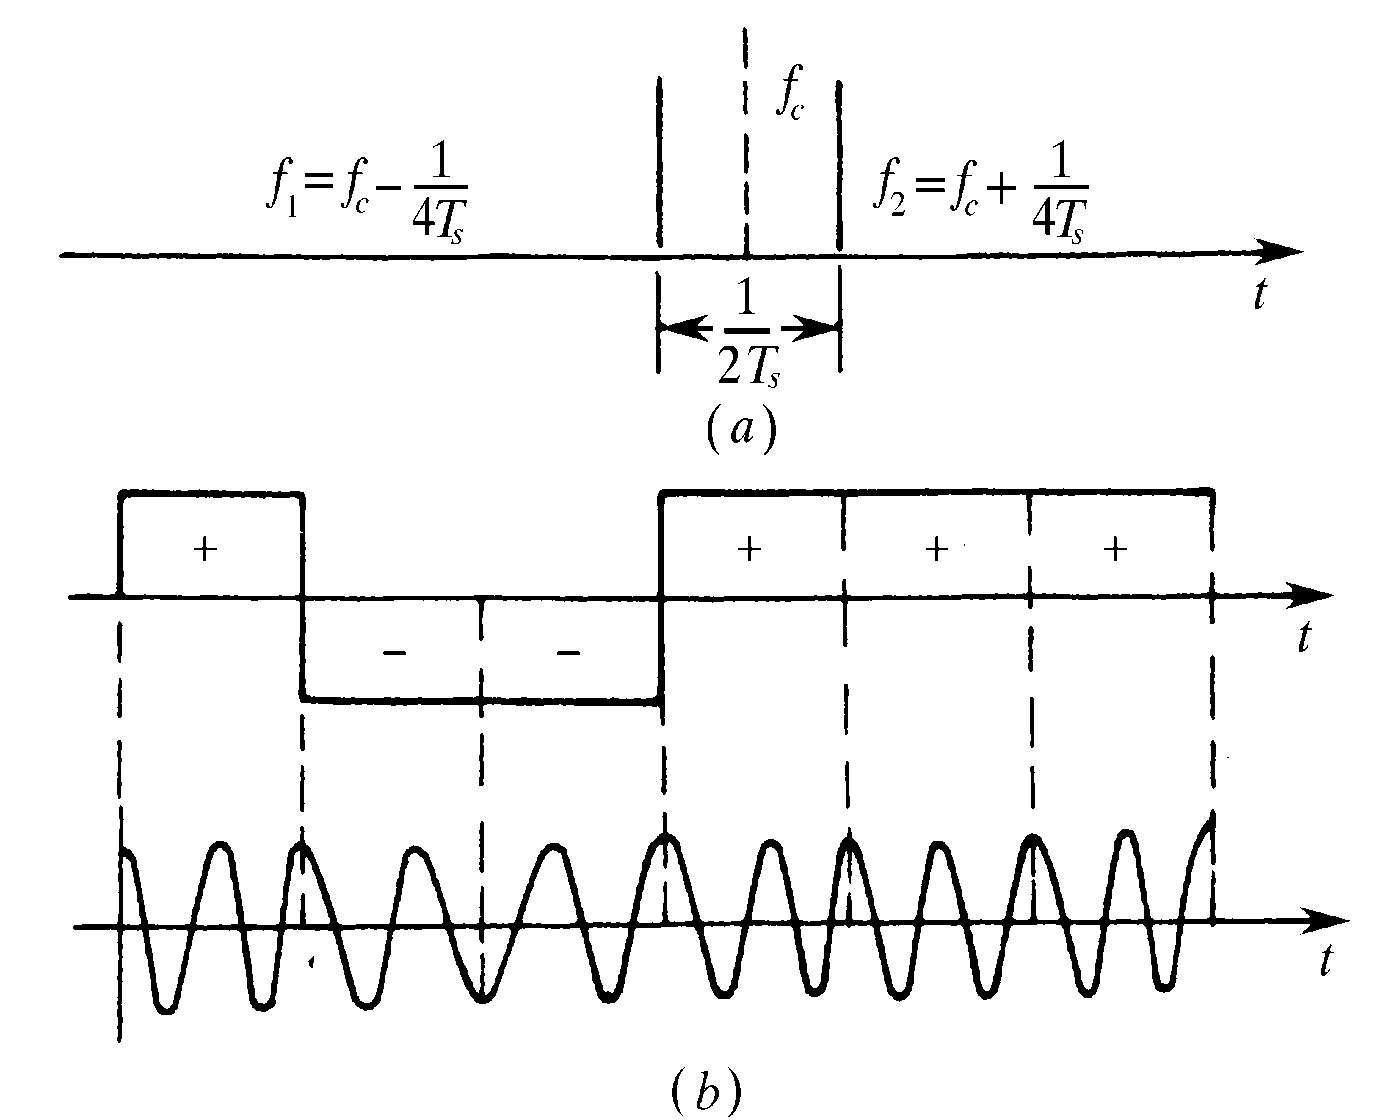 f_c
f_1 = f_c - 1/4T_s
f_2 = f_c + 1/4T_s
t
1/2T_s
(a)
+ + + +
t
- -
t
(b)